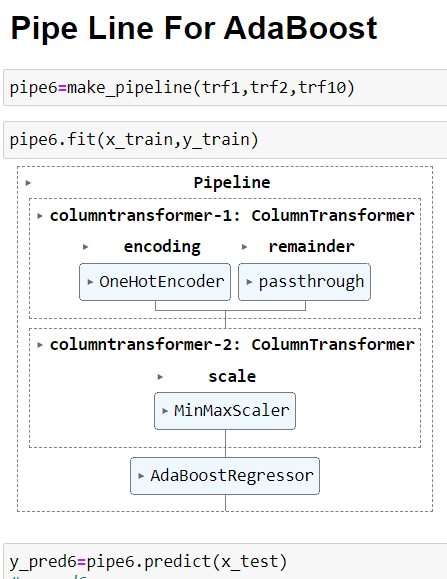 Pipe Line For AdaBoost
pipe6=make_pipeline(trf1,trf2,trf10)
pipe6.fit(x_train,y_train)
Pipeline
columntransformer-1: ColumnTransformer
encoding remainder
OneHotEncoder passthrough
columntransformer-2: ColumnTransformer
scale
MinMaxScaler
AdaBoostRegressor
y_pred6=pipe6.predict(x_test)